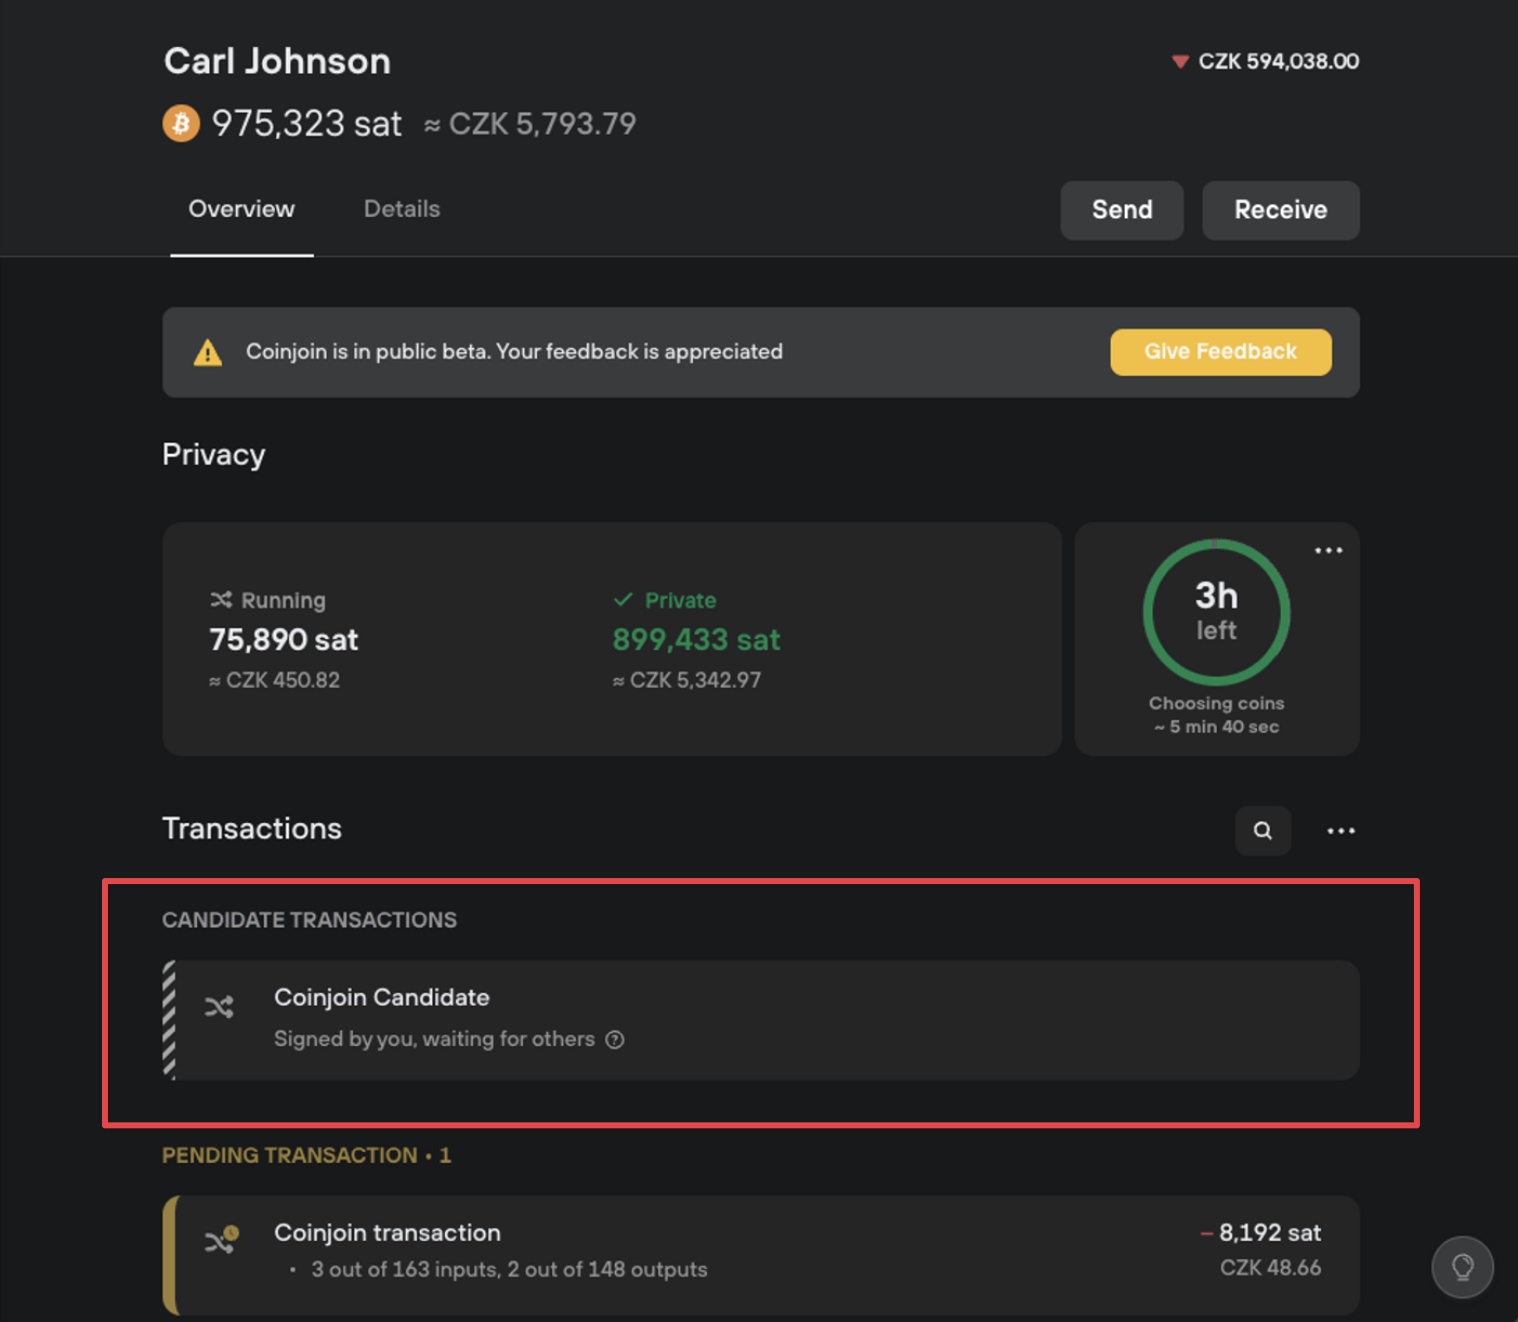 Carl Johnson
CZK 594,038.00
975,323 sat ≈ CZK 5,793.79
Overview
Details
Send
Receive
Coinjoin is in public beta. Your feedback is appreciated
Give Feedback
Privacy
Running
75,890 sat
≈ CZK 450.82
Private
899,433 sat
≈ CZK 5,342.97
3h
left
Choosing coins
~ 5 min 40 sec
Transactions
CANDIDATE TRANSACTIONS
Coinjoin Candidate
Signed by you, waiting for others
PENDING TRANSACTION • 1
Coinjoin transaction
– 8,192 sat
• 3 out of 163 inputs, 2 out of 148 outputs
CZK 48.66